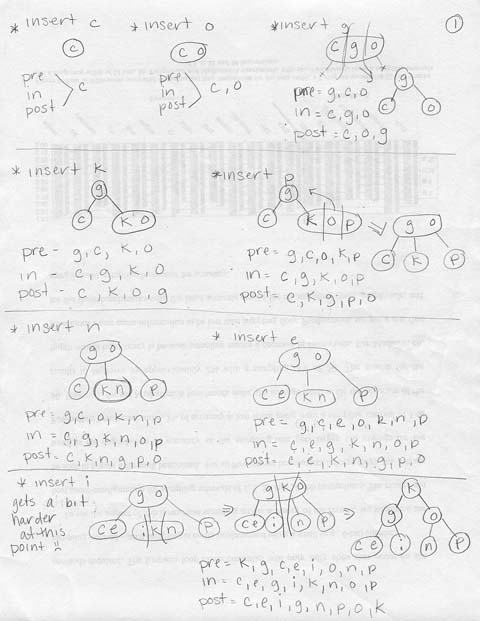 1
* insert c
c
pre
in
post
c
* insert o
c o
pre
in
post
c, o
* insert g
c g o
g
c o
pre = g, c, o
in = c, g, o
post = c, o, g
* insert k
g
c k o
pre - g, c, k, o
in - c, g, k, o
post - c, k, o, g
* insert p
g
c k o p
g o
c k p
pre = g, c, o, k, p
in = c, g, k, o, p
post = c, k, g, p, o
* insert n
g o
c k n p
pre = g, c, o, k, n, p
in = c, g, k, n, o, p
post = c, k, n, g, p, o
* insert e
g o
c e k n p
pre = g, c, e, o, k, n, p
in = c, e, g, k, n, o, p
post = c, e, k, n, g, p, o
* insert i
gets a bit
harder
at this
point
g o
c e i k n p
g k o
c e i n p
k
g o
c e i n p
pre = k, g, c, e, i, o, n, p
in = c, e, g, i, k, n, o, p
post = c, e, i, g, n, p, o, k